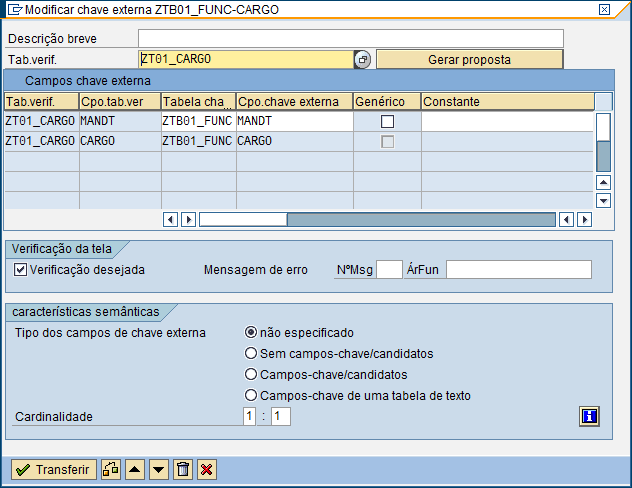 Modificar chave externa ZTB01_FUNC-CARGO
Descrição breve
Tab.verif. ZT01_CARGO Gerar proposta
Campos chave externa
Tab.verif. Cpo.tab.ver Tabela cha... Cpo.chave externa Genérico Constante
ZT01_CARGO MANDT ZTB01_FUNC MANDT
ZT01_CARGO CARGO ZTB01_FUNC CARGO
Verificação da tela
Verificação desejada Mensagem de erro NºMsg ÁrFun
características semânticas
Tipo dos campos de chave externa não especificado
Sem campos-chave/candidatos
Campos-chave/candidatos
Campos-chave de uma tabela de texto
Cardinalidade 1 : 1
Transferir